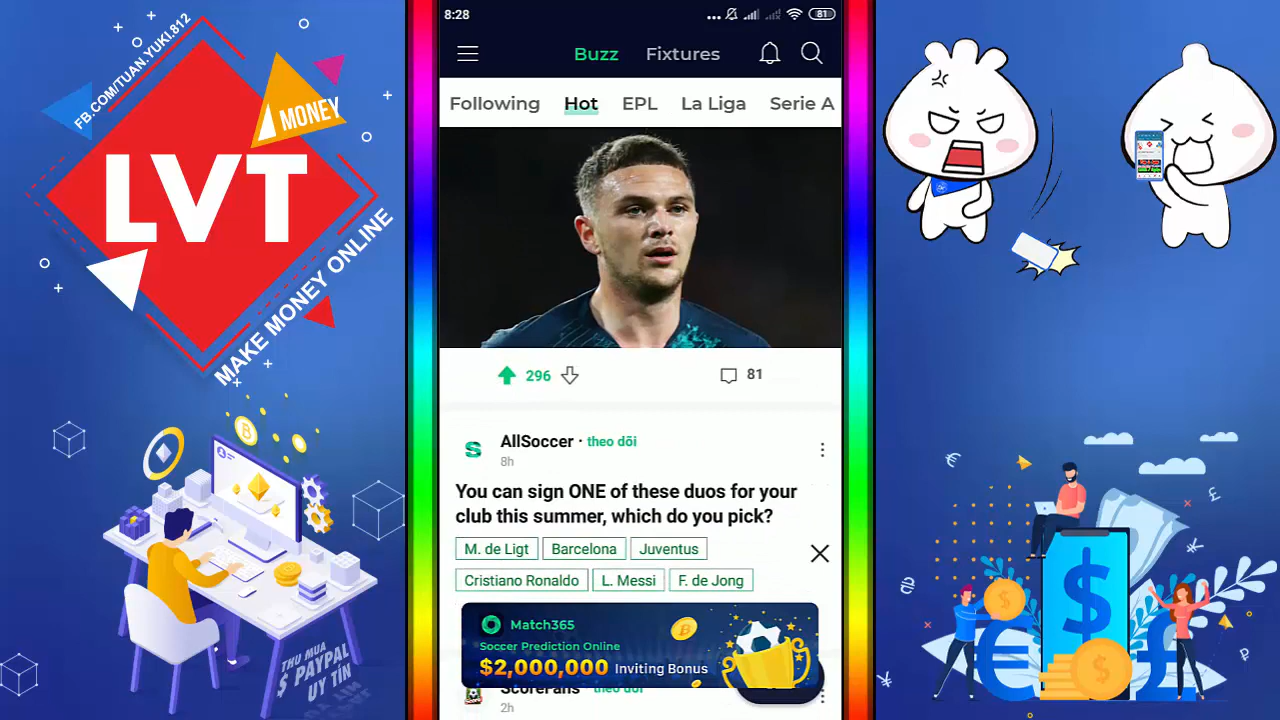 FB.COM/TUAN.YUKI.812
MONEY
LVT
MAKE MONEY ONLINE
THU MUA
$ PAYPAL
UY TÍN
8:28
81
Buzz
Fixtures
Following
Hot
EPL
La Liga
Serie A
296
81
AllSoccer · theo dõi
8h
You can sign ONE of these duos for your
club this summer, which do you pick?
M. de Ligt
Barcelona
Juventus
Cristiano Ronaldo
L. Messi
F. de Jong
Match365
Soccer Prediction Online
$2,000,000 Inviting Bonus
ScoreFans theo dõi
2h